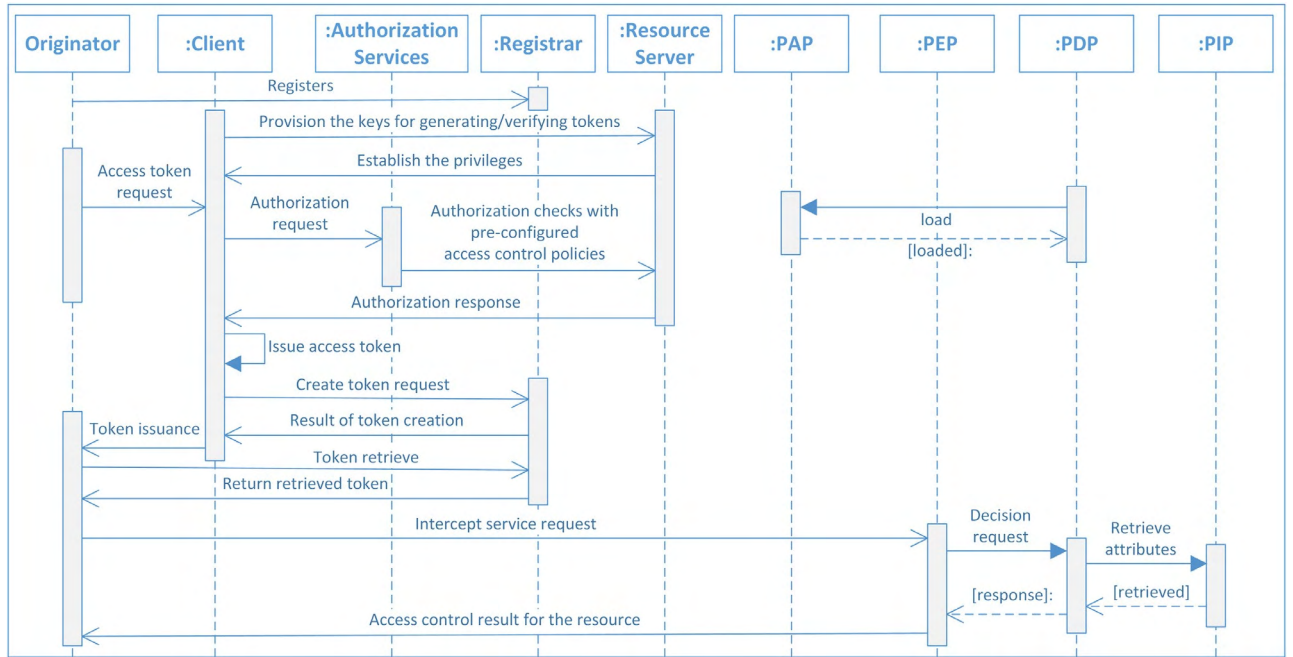 Originator
:Client
:Authorization
Services
:Registrar
:Resource
Server
:PAP
:PEP
:PDP
:PIP
Registers
Provision the keys for generating/verifying tokens
Establish the privileges
Access token
request
Authorization
request
Authorization checks with
pre-configured
access control policies
load
[loaded]:
Authorization response
Issue access token
Create token request
Result of token creation
Token issuance
Token retrieve
Return retrieved token
Intercept service request
Decision
request
Retrieve
attributes
[response]:
[retrieved]
Access control result for the resource